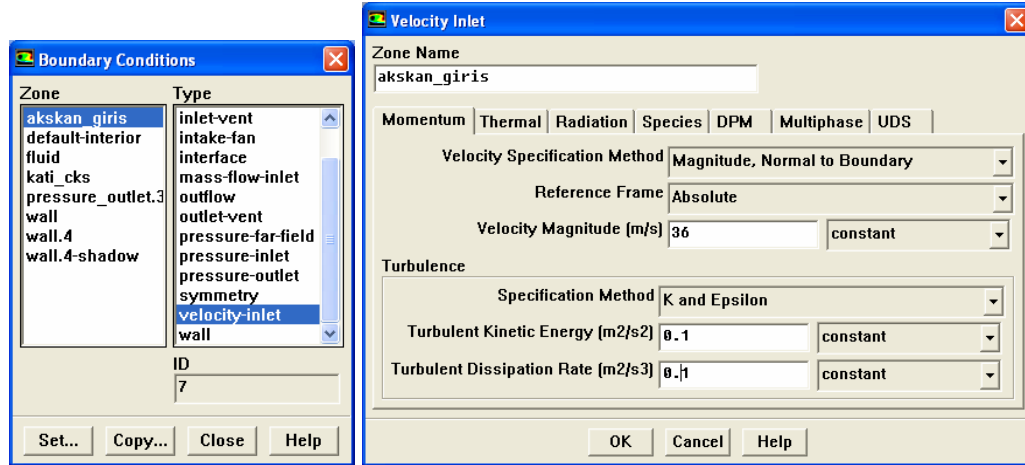 Boundary Conditions
Zone
akskan_giris
default-interior
fluid
kati_cks
pressure_outlet.3
wall
wall.4
wall.4-shadow
Type
inlet-vent
intake-fan
interface
mass-flow-inlet
outflow
outlet-vent
pressure-far-field
pressure-inlet
pressure-outlet
symmetry
velocity-inlet
wall
ID
7
Set... Copy... Close Help
Velocity Inlet
Zone Name
akskan_giris
Momentum Thermal Radiation Species DPM Multiphase UDS
Velocity Specification Method Magnitude, Normal to Boundary
Reference Frame Absolute
Velocity Magnitude (m/s) 36 constant
Turbulence
Specification Method K and Epsilon
Turbulent Kinetic Energy (m2/s2) 0.1 constant
Turbulent Dissipation Rate (m2/s3) 0.1 constant
OK Cancel Help